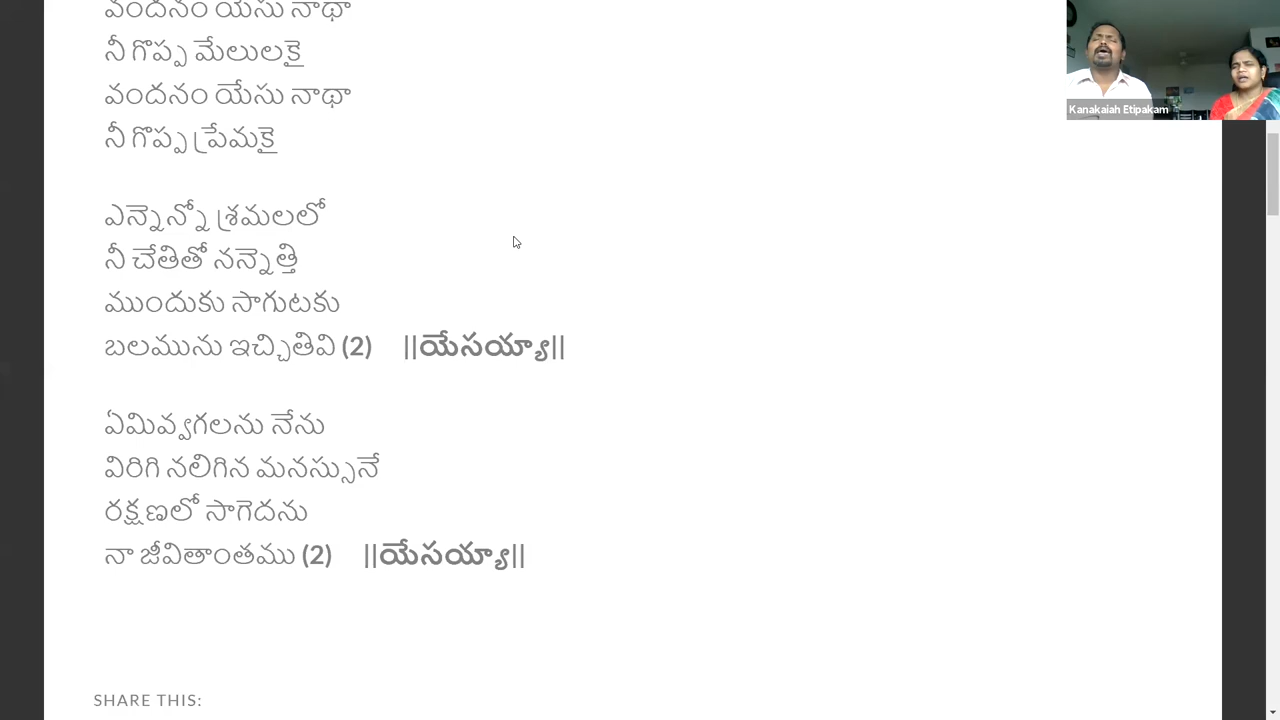 వందనం యేసు నాథా
నీ గొప్ప మేలులకై
వందనం యేసు నాథా
నీ గొప్ప ప్రేమకై
ఎన్నెన్నో శ్రమలలో
నీ చేతితో నన్నెత్తి
ముందుకు సాగుటకు
బలమును ఇచ్చితివి (2) ||యేసయ్యా||
ఏమివ్వగలను నేను
విరిగి నలిగిన మనస్సునే
రక్షణలో సాగెదను
నా జీవితాంతము (2) ||యేసయ్యా||
SHARE THIS:
Kanakaiah Etipakam